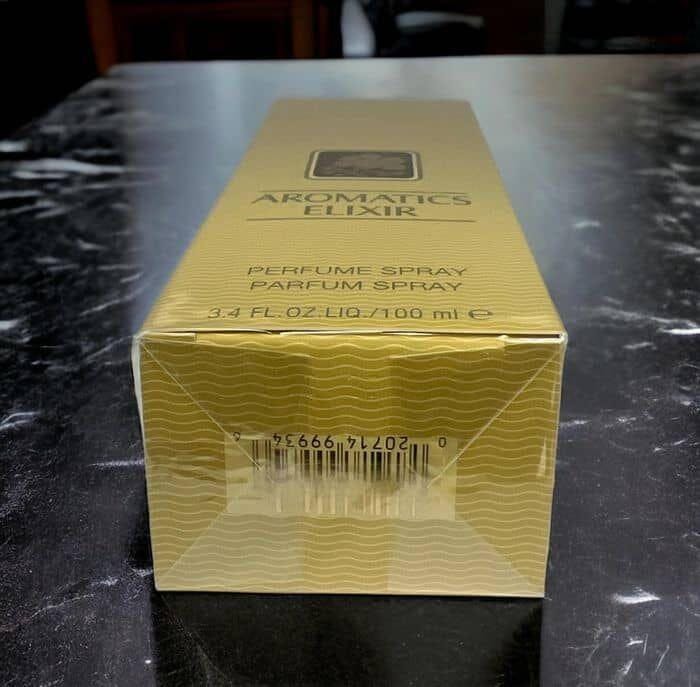 AROMATICS
ELIXIR
PERFUME SPRAY
PARFUM SPRAY
3.4 FL.OZ.LIQ./100 ml ℮
0 20714 99934 6